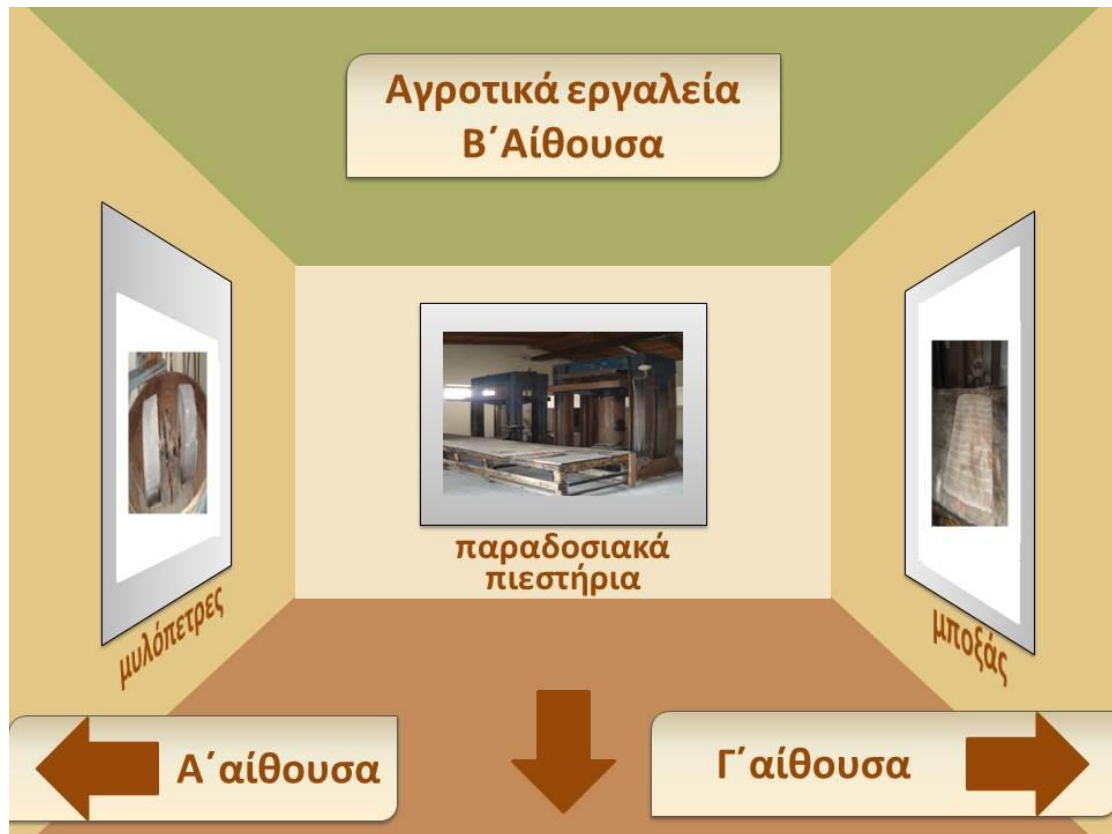 Αγροτικά εργαλεία
Β΄Αίθουσα
παραδοσιακά
πιεστήρια
μυλόπετρες
μποξάς
Α΄αίθουσα
Γ΄αίθουσα